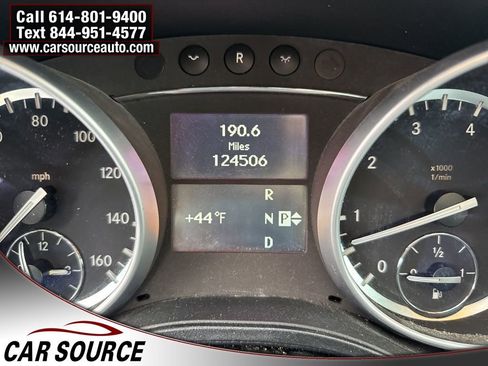 Call 614-801-9400
Text 844-951-4577
www.carsourceauto.com
R
190.6
Miles
124506
80
100
120
140
160
mph
12
R
+44°F N P
D
1
2
3
4
0
x1000
1/min
½
1
CAR SOURCE